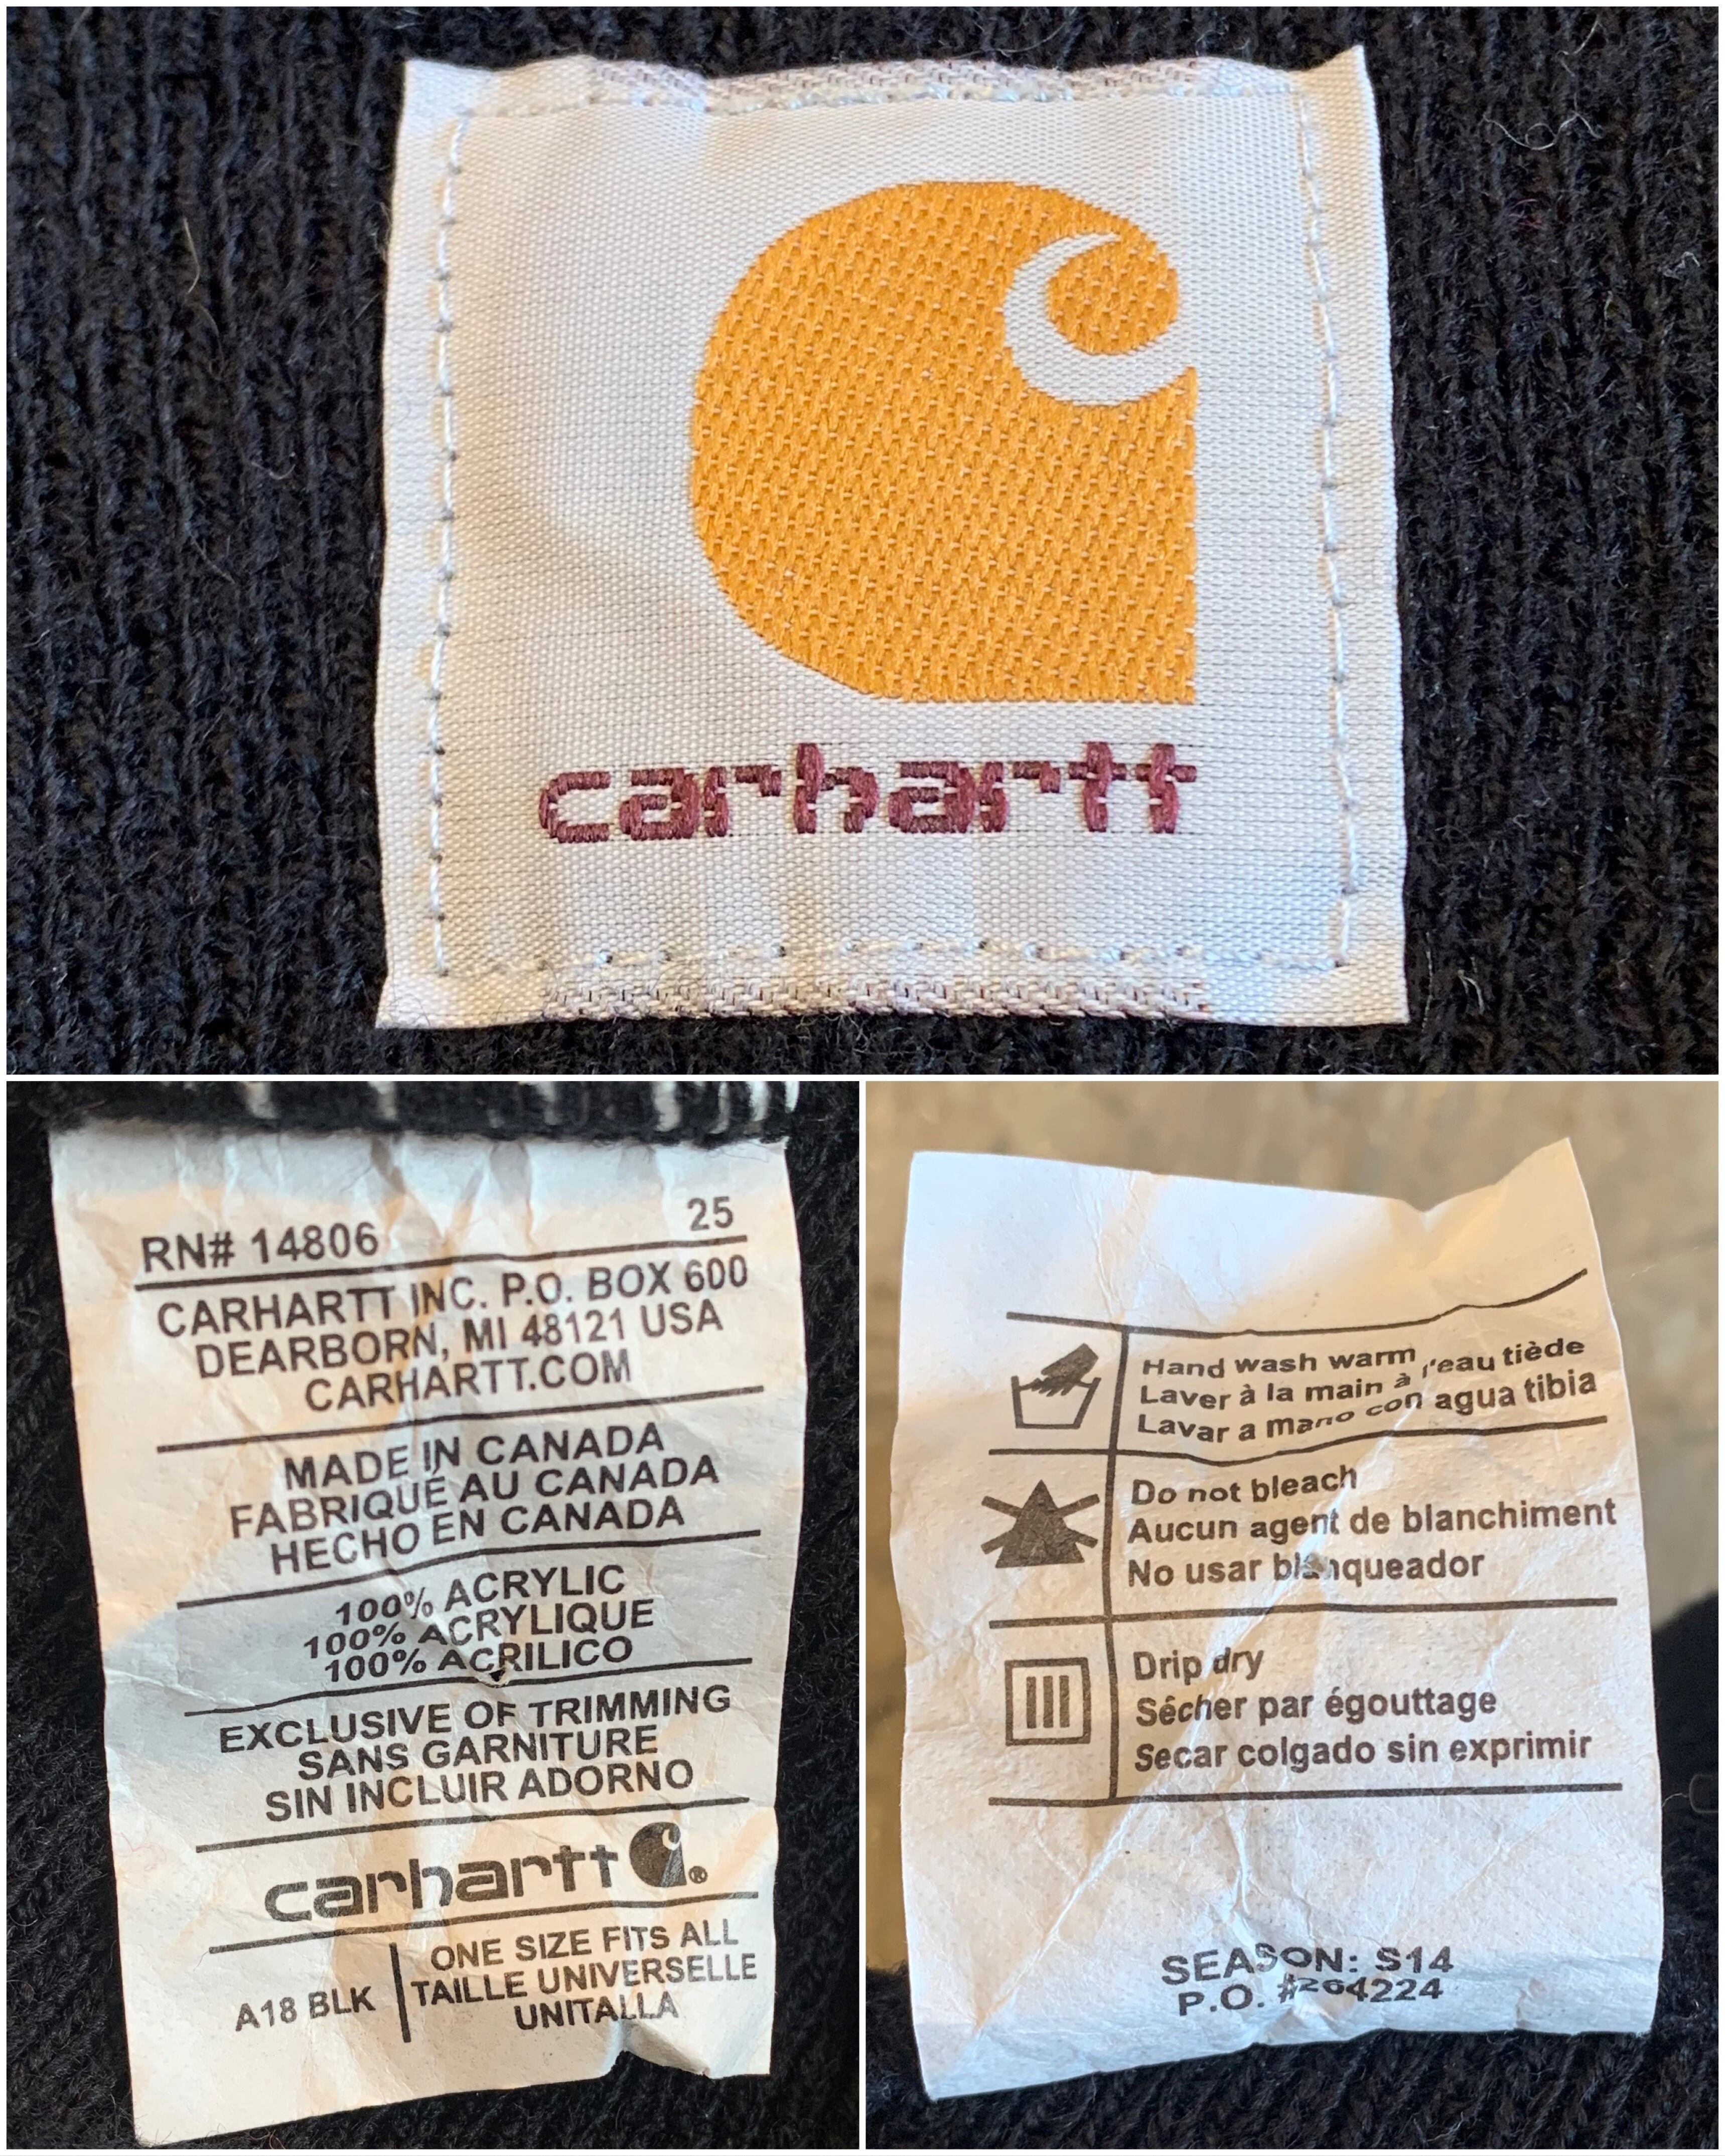 carhartt
RN# 14806 25
CARHARTT INC. P.O. BOX 600
DEARBORN, MI 48121 USA
CARHARTT.COM
MADE IN CANADA
FABRIQUÉ AU CANADA
HECHO EN CANADA
100% ACRYLIC
100% ACRYLIQUE
100% ACRILICO
EXCLUSIVE OF TRIMMING
SANS GARNITURE
SIN INCLUIR ADORNO
carhartt ®
A18 BLK
ONE SIZE FITS ALL
TAILLE UNIVERSELLE
UNITALLA
Hand wash warm
Laver à la main à l'eau tiède
Lavar a mano con agua tibia
Do not bleach
Aucun agent de blanchiment
No usar blanqueador
Drip dry
Sécher par égouttage
Secar colgado sin exprimir
SEASON: S14
P.O. #264224